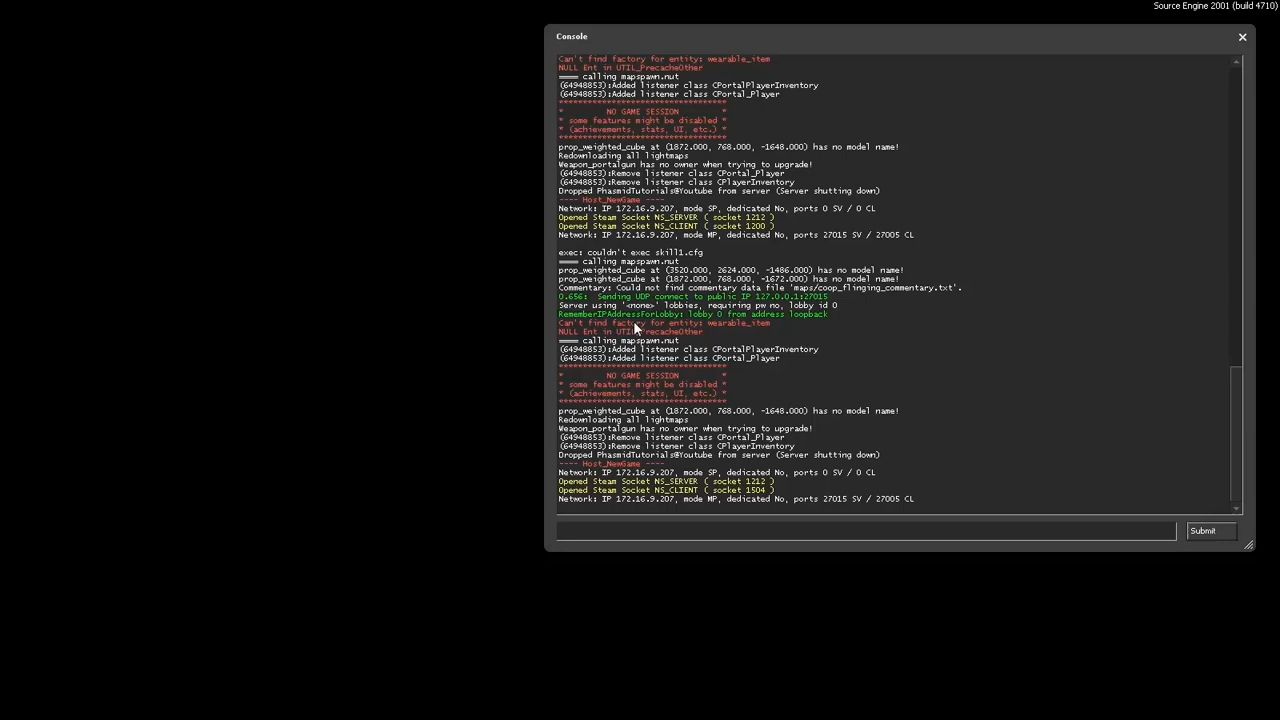 Source Engine 2001 (build 4710)
Console
Can't find factory for entity: wearable_item
NULL Ent in UTIL_PrecacheOther
==== calling mapspawn.nut
(64948853):Added listener class CPortalPlayerInventory
(64948853):Added listener class CPortal_Player
***********************************
* NO GAME SESSION *
* some features might be disabled *
* (achievements, stats, UI, etc.) *
***********************************
prop_weighted_cube at (1872.000, 768.000, -1648.000) has no model name!
Redownloading all lightmaps
Weapon_portalgun has no owner when trying to upgrade!
(64948853):Remove listener class CPortal_Player
(64948853):Remove listener class CPlayerInventory
Dropped PhasmidTutorials@Youtube from server (Server shutting down)
---- Host_NewGame ----
Network: IP 172.16.9.207, mode SP, dedicated No, ports 0 SV / 0 CL
Opened Steam Socket NS_SERVER ( socket 1212 )
Opened Steam Socket NS_CLIENT ( socket 1200 )
Network: IP 172.16.9.207, mode MP, dedicated No, ports 27015 SV / 27005 CL
exec: couldn't exec skill1.cfg
==== calling mapspawn.nut
prop_weighted_cube at (3520.000, 2624.000, -1486.000) has no model name!
prop_weighted_cube at (1872.000, 768.000, -1672.000) has no model name!
Commentary: Could not find commentary data file 'maps/coop_flinging_commentary.txt'.
0.656: Sending UDP connect to public IP 127.0.0.1:27015
Server using '<none>' lobbies, requiring pw no, lobby id 0
RememberIPAddressForLobby: lobby 0 from address loopback
Can't find factory for entity: wearable_item
NULL Ent in UTIL_PrecacheOther
==== calling mapspawn.nut
(64948853):Added listener class CPortalPlayerInventory
(64948853):Added listener class CPortal_Player
***********************************
* NO GAME SESSION *
* some features might be disabled *
* (achievements, stats, UI, etc.) *
***********************************
prop_weighted_cube at (1872.000, 768.000, -1648.000) has no model name!
Redownloading all lightmaps
Weapon_portalgun has no owner when trying to upgrade!
(64948853):Remove listener class CPortal_Player
(64948853):Remove listener class CPlayerInventory
Dropped PhasmidTutorials@Youtube from server (Server shutting down)
---- Host_NewGame ----
Network: IP 172.16.9.207, mode SP, dedicated No, ports 0 SV / 0 CL
Opened Steam Socket NS_SERVER ( socket 1212 )
Opened Steam Socket NS_CLIENT ( socket 1504 )
Network: IP 172.16.9.207, mode MP, dedicated No, ports 27015 SV / 27005 CL
Submit